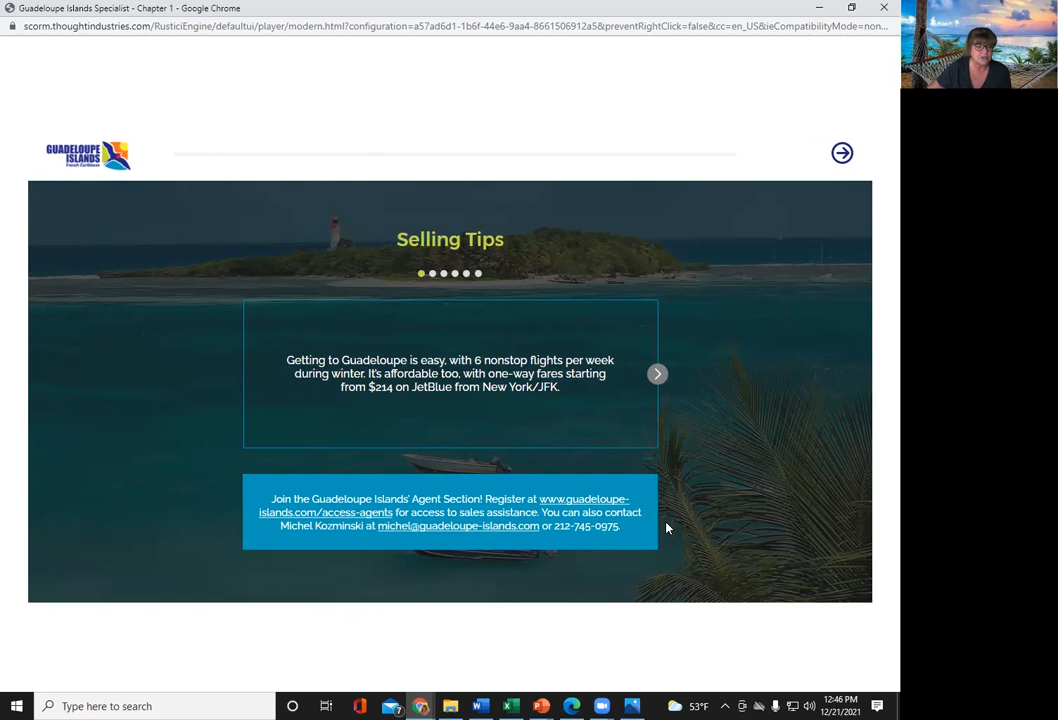 Guadeloupe Islands Specialist - Chapter 1 - Google Chrome
scorm.thoughtindustries.com/RusticiEngine/defaultui/player/modern.html?configuration=a57ad6d1-1b6f-44e6-9aa4-8661506912a5&preventRightClick=false&cc=en_US&ieCompatibilityMode=non...
GUADELOUPE
ISLANDS
French Caribbean
Selling Tips
Getting to Guadeloupe is easy, with 6 nonstop flights per week
during winter. It's affordable too, with one-way fares starting
from $214 on JetBlue from New York/JFK.
Join the Guadeloupe Islands' Agent Section! Register at www.guadeloupe-
islands.com/access-agents for access to sales assistance. You can also contact
Michel Kozminski at michel@guadeloupe-islands.com or 212-745-0975.
Type here to search
7
53°F
12:46 PM
12/21/2021